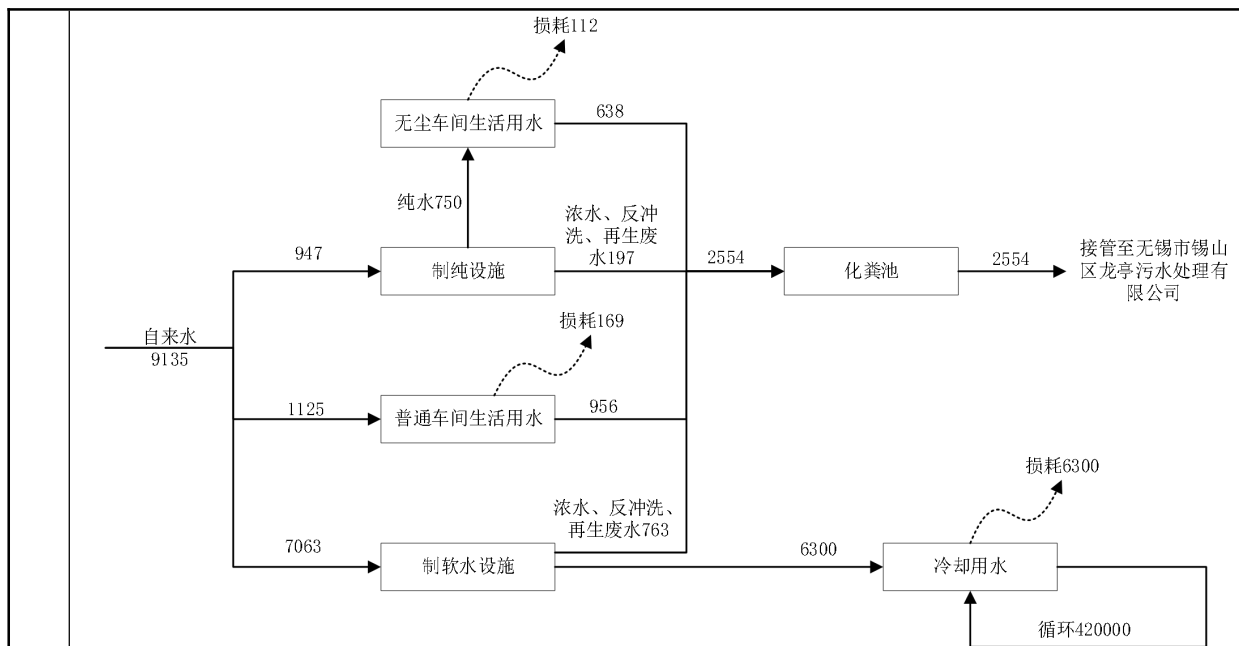 损耗112
无尘车间生活用水
638
纯水750
浓水、反冲
洗、再生废
水197
947
制纯设施
2554
化粪池
2554
接管至无锡市锡山
区龙亭污水处理有
限公司
自来水
9135
损耗169
1125
普通车间生活用水
956
浓水、反冲洗、
再生废水763
7063
制软水设施
6300
冷却用水
损耗6300
循环420000